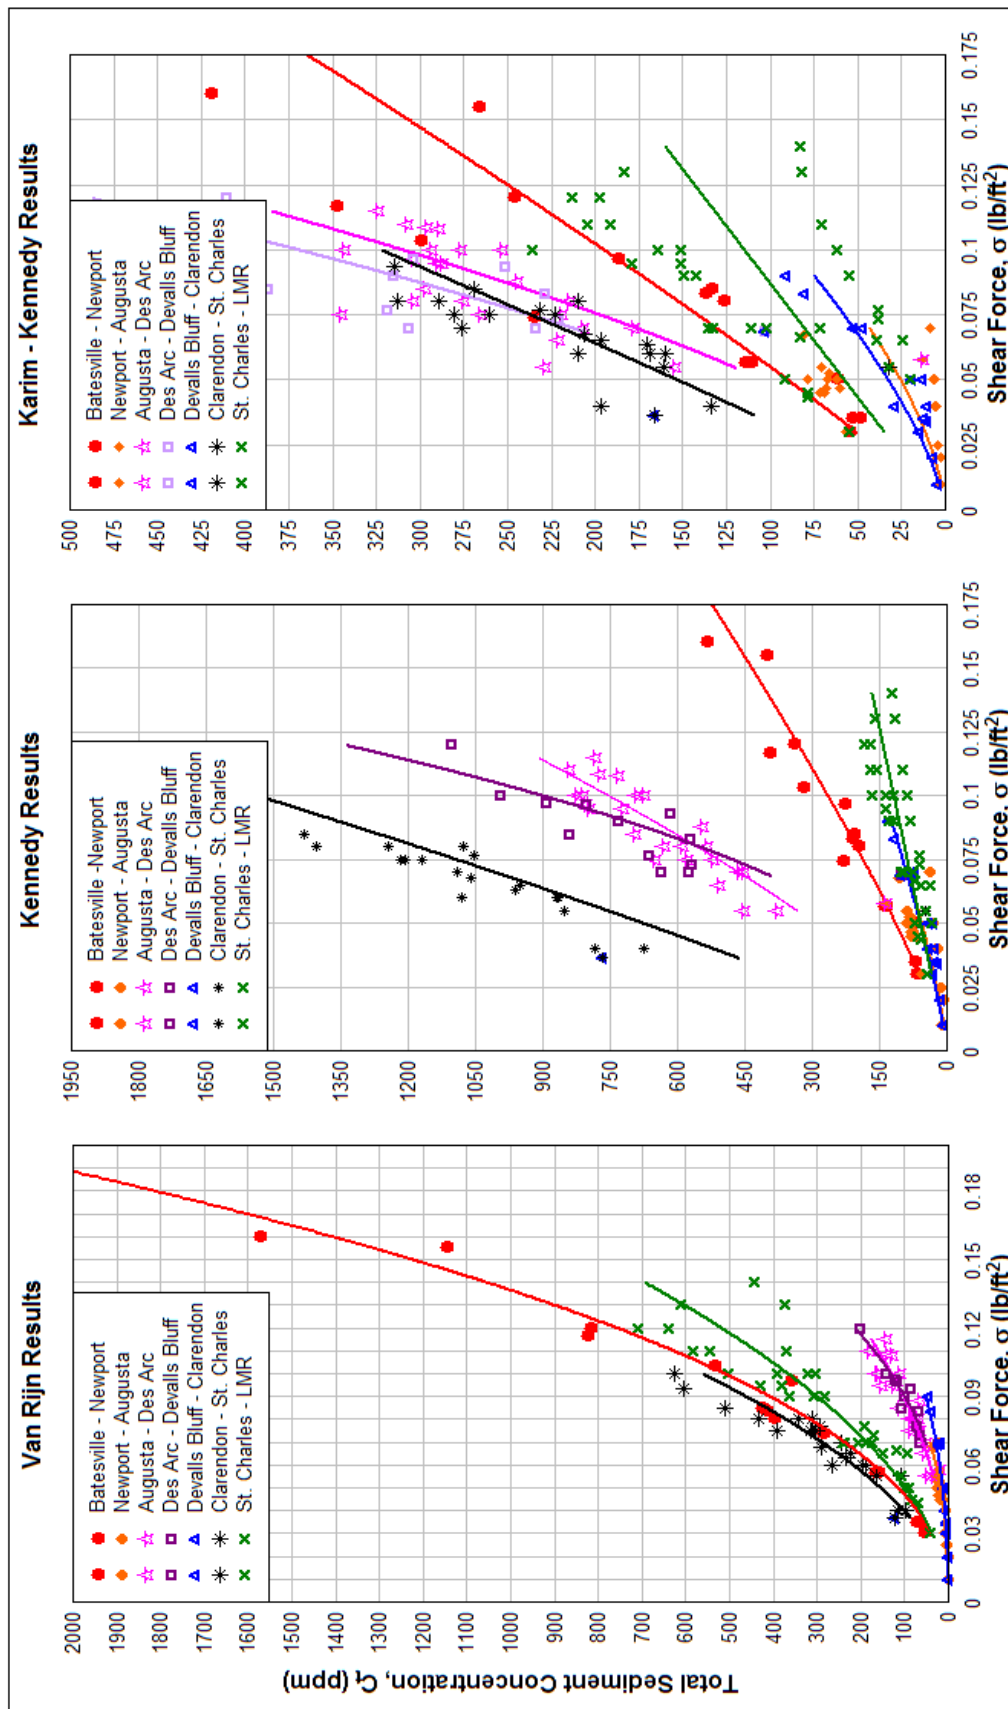 Van Rijn Results
Total Sediment Concentration, Ct (ppm)
2000
1900
1800
1700
1600
1500
1400
1300
1200
1100
1000
900
800
700
600
500
400
300
200
100
0
Batesville - Newport
Newport - Augusta
Augusta - Des Arc
Des Arc - Devalls Bluff
Devalls Bluff - Clarendon
Clarendon - St. Charles
St. Charles - LMR
0
0.03
0.06
0.09
0.12
0.15
0.18
Shear Force, σ (lb/ft²)
Kennedy Results
1950
1800
1650
1500
1350
1200
1050
900
750
600
450
300
150
0
Batesville -Newport
Newport - Augusta
Augusta - Des Arc
Des Arc - Devalls Bluff
Devalls Bluff - Clarendon
Clarendon - St. Charles
St. Charles - LMR
0
0.025
0.05
0.075
0.1
0.125
0.15
0.175
Shear Force, σ (lb/ft²)
Karim - Kennedy Results
500
475
450
425
400
375
350
325
300
275
250
225
200
175
150
125
100
75
50
25
0
Batesville - Newport
Newport - Augusta
Augusta - Des Arc
Des Arc - Devalls Bluff
Devalls Bluff - Clarendon
Clarendon - St. Charles
St. Charles - LMR
0
0.025
0.05
0.075
0.1
0.125
0.15
0.175
Shear Force, σ (lb/ft²)